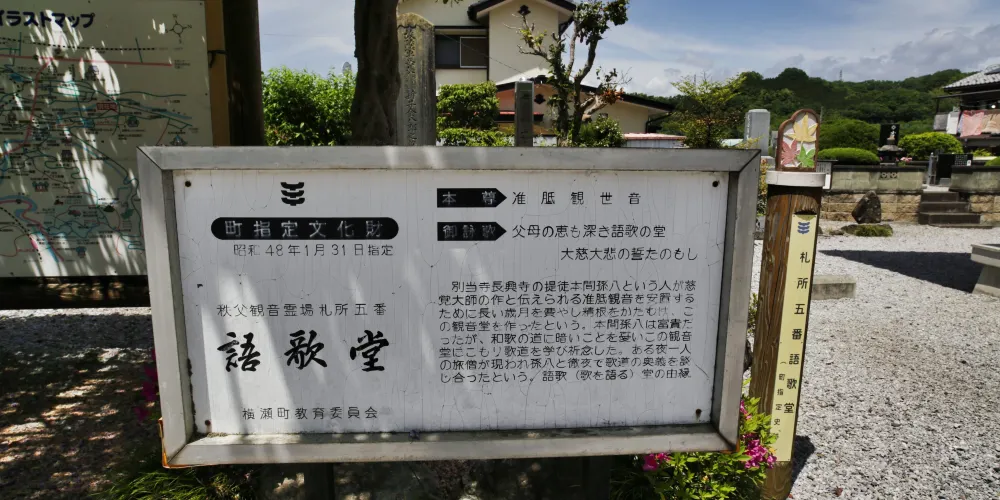 イラストマップ
町指定文化財
昭和48年1月31日指定
秩父観音霊場札所五番
語歌堂
横瀬町教育委員会
本尊 准胝観世音
御詠歌 父母の恵も深き語歌の堂
大慈大悲の誓たのもし
別当寺長興寺の提徒本間孫八という人が慈
覚大師の作と伝えられる准胝観音を安置する
ために長い歳月を費やし精根をかたむけ、こ
の観音堂を作ったという。本間孫八は富貴だ
ったが、和歌の道に暗いことを憂いこの観音
堂にこもり歌道を学び祈念した。ある夜一人
の旅僧が現われ孫八と徹夜で歌道の奥義を談
じ合ったという。語歌(歌を語る)堂の由縁
札所五番語歌堂
(町指定史